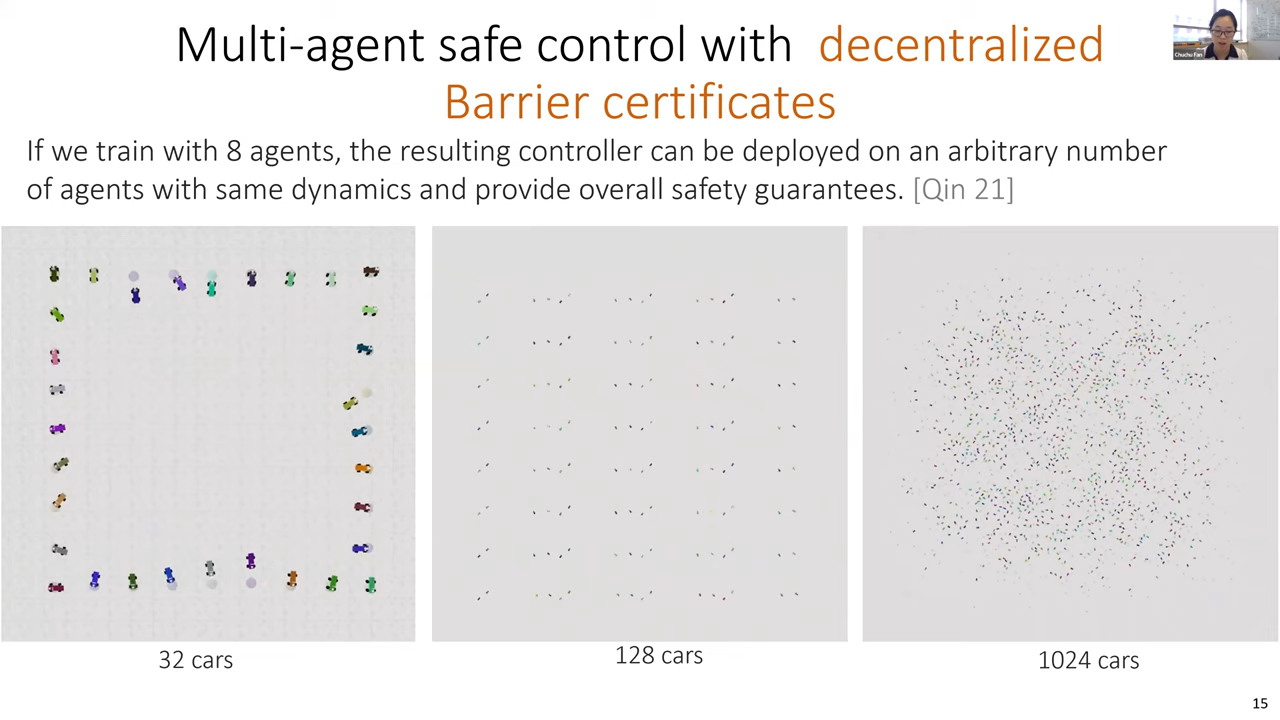 Multi-agent safe control with decentralized
Barrier certificates
If we train with 8 agents, the resulting controller can be deployed on an arbitrary number
of agents with same dynamics and provide overall safety guarantees. [Qin 21]
32 cars
128 cars
1024 cars
15
Chuchu Fan